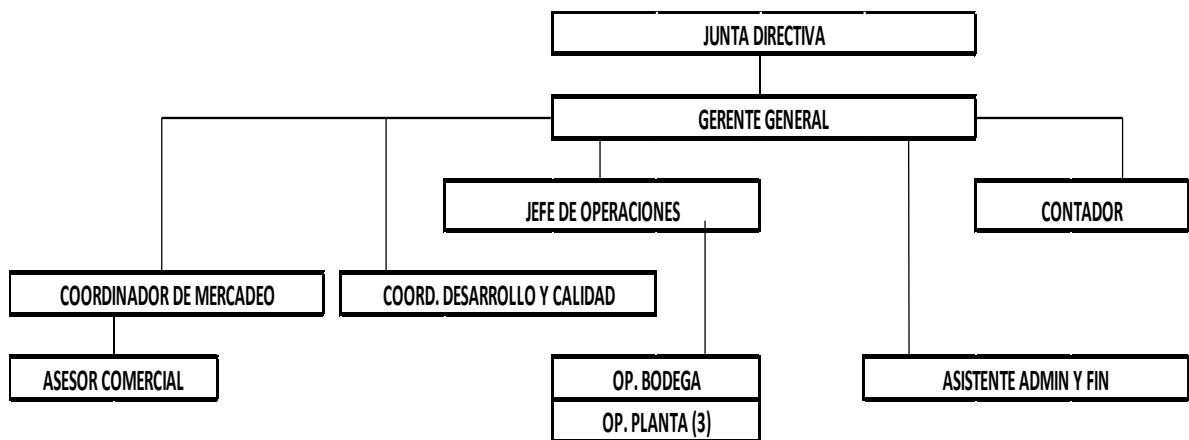 JUNTA DIRECTIVA
GERENTE GENERAL
JEFE DE OPERACIONES
CONTADOR
COORDINADOR DE MERCADEO
COORD. DESARROLLO Y CALIDAD
ASESOR COMERCIAL
OP. BODEGA
ASISTENTE ADMIN Y FIN
OP. PLANTA (3)